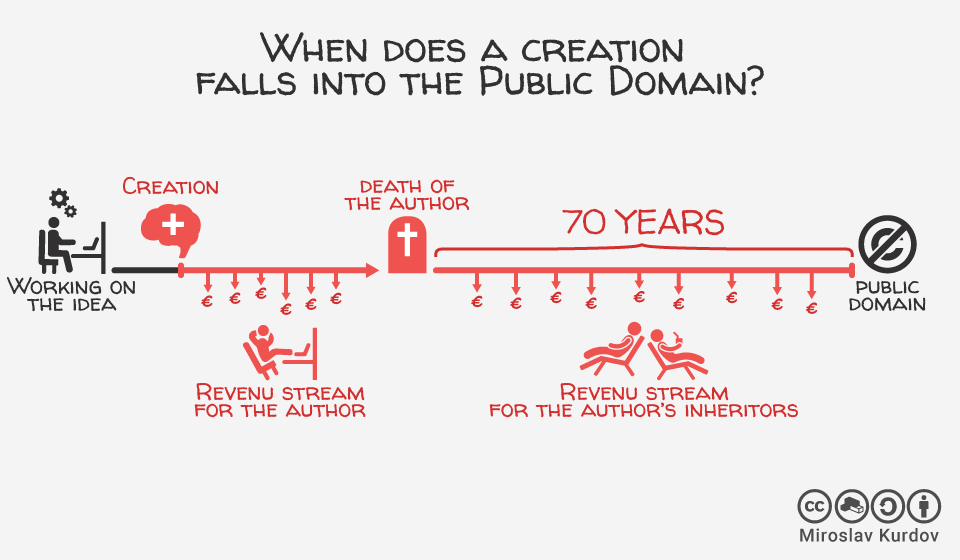 When does a creation
falls into the Public Domain?
Creation
death of
the author
70 years
Working on
the idea
€ € € € € €
€ € € € € € € € €
public
domain
Revenu stream
for the author
Revenu stream
for the author's inheritors
cc
Miroslav Kurdov